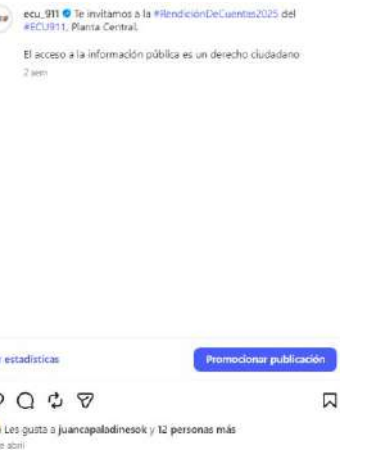 ecu_911 Te invitamos a la #RendiciónDeCuentas2025 del
#ECU911, Planta Central.
El acceso a la información pública es un derecho ciudadano
2 sem
estadísticas
Promocionar publicación
Les gusta a juancapaladinesok y 12 personas más
abril